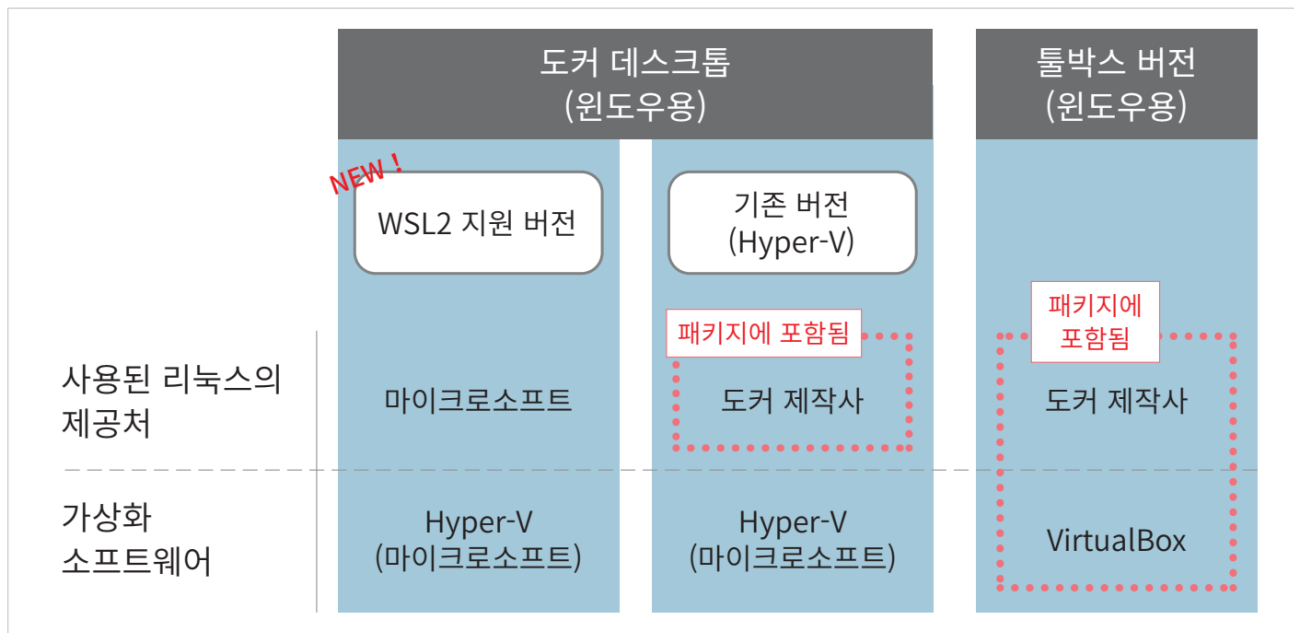 도커 데스크톱
(윈도우용)
툴박스 버전
(윈도우용)
NEW !
WSL2 지원 버전
기존 버전
(Hyper-V)
패키지에 포함됨
패키지에
포함됨
사용된 리눅스의
제공처
마이크로소프트
도커 제작사
도커 제작사
가상화
소프트웨어
Hyper-V
(마이크로소프트)
Hyper-V
(마이크로소프트)
VirtualBox